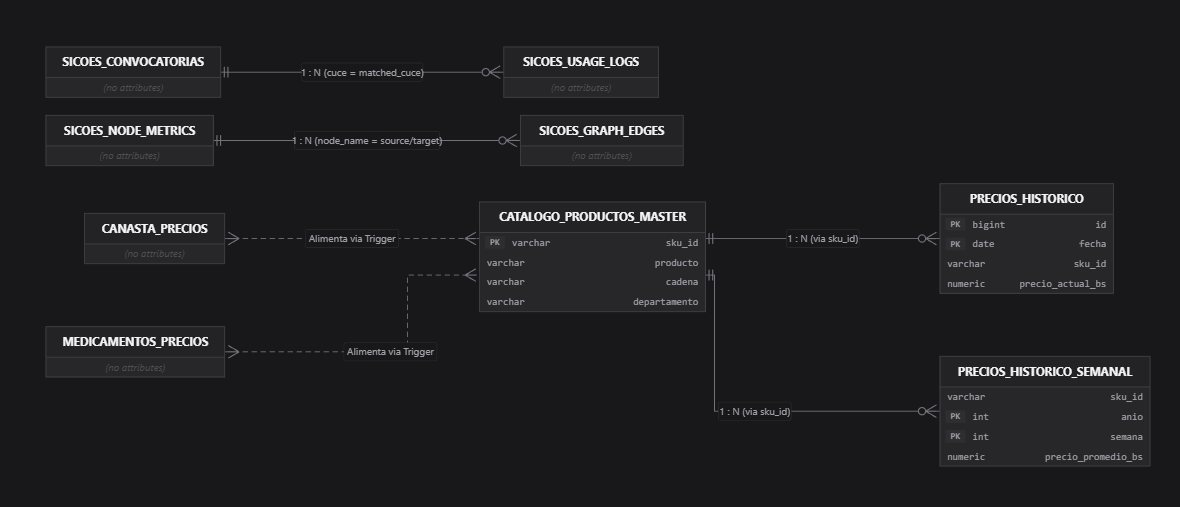 SICOES_CONVOCATORIAS
(no attributes)
1 : N (cuce = matched_cuce)
SICOES_USAGE_LOGS
(no attributes)
SICOES_NODE_METRICS
(no attributes)
1 : N (node_name = source/target)
SICOES_GRAPH_EDGES
(no attributes)
CANASTA_PRECIOS
(no attributes)
Alimenta via Trigger
MEDICAMENTOS_PRECIOS
(no attributes)
Alimenta via Trigger
CATALOGO_PRODUCTOS_MASTER
PK varchar sku_id
varchar producto
varchar cadena
varchar departamento
1 : N (via sku_id)
PRECIOS_HISTORICO
PK bigint id
PK date fecha
varchar sku_id
numeric precio_actual_bs
1 : N (via sku_id)
PRECIOS_HISTORICO_SEMANAL
varchar sku_id
PK int anio
PK int semana
numeric precio_promedio_bs